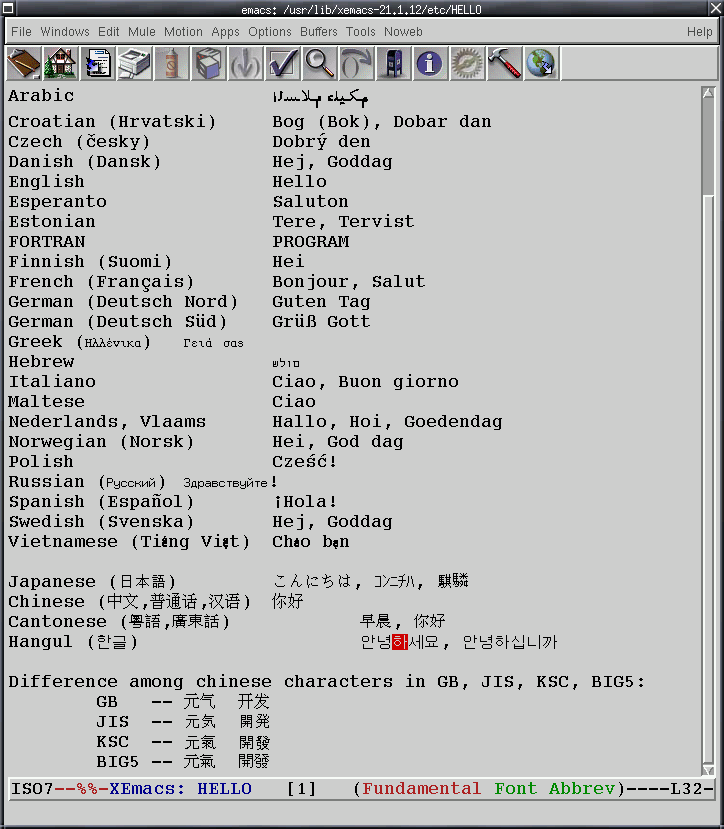 emacs: /usr/lib/xemacs-21.1.12/etc/HELLO
File Windows Edit Mule Motion Apps Options Buffers Tools Noweb Help
Arabic
Croatian (Hrvatski) Bog (Bok), Dobar dan
Czech (česky) Dobrý den
Danish (Dansk) Hej, Goddag
English Hello
Esperanto Saluton
Estonian Tere, Tervist
FORTRAN PROGRAM
Finnish (Suomi) Hei
French (Français) Bonjour, Salut
German (Deutsch Nord) Guten Tag
German (Deutsch Süd) Grüß Gott
Greek (Ηλλένικα) Γειά σας
Hebrew םולש
Italiano Ciao, Buon giorno
Maltese Ciao
Nederlands, Vlaams Hallo, Hoi, Goedendag
Norwegian (Norsk) Hei, God dag
Polish Cześć!
Russian (Русский) Здравствуйте!
Spanish (Español) ¡Hola!
Swedish (Svenska) Hej, Goddag
Vietnamese (Tiếng Việt) Chào bạn
Japanese (日本語) こんにちは, コンニチハ, 騏驎
Chinese (中文,普通话,汉语) 你好
Cantonese (粵語,廣東話) 早晨, 你好
Hangul (한글) 안녕하세요, 안녕하십니까
Difference among chinese characters in GB, JIS, KSC, BIG5:
GB -- 元气 开发
JIS -- 元気 開発
KSC -- 元氣 開發
BIG5 -- 元氣 開發
ISO7--%%-XEmacs: HELLO [1] (Fundamental Font Abbrev)----L32-